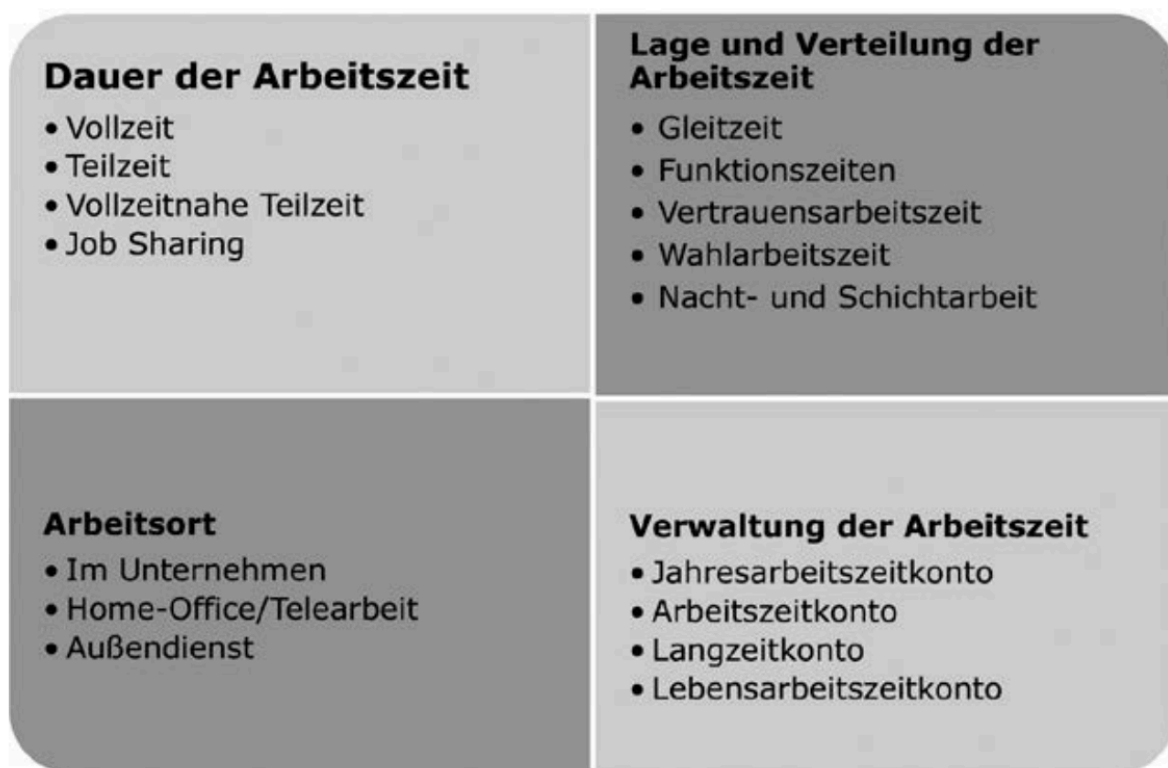 Dauer der Arbeitszeit
• Vollzeit
• Teilzeit
• Vollzeitnahe Teilzeit
• Job Sharing
Lage und Verteilung der
Arbeitszeit
• Gleitzeit
• Funktionszeiten
• Vertrauensarbeitszeit
• Wahlarbeitszeit
• Nacht- und Schichtarbeit
Arbeitsort
• Im Unternehmen
• Home-Office/Telearbeit
• Außendienst
Verwaltung der Arbeitszeit
• Jahresarbeitszeitkonto
• Arbeitszeitkonto
• Langzeitkonto
• Lebensarbeitszeitkonto